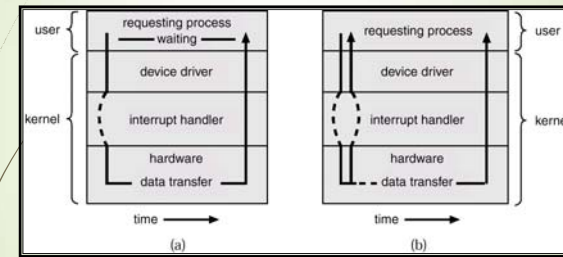 user
requesting process
waiting
device driver
kernel
interrupt handler
hardware
data transfer
time
(a)
requesting process
user
device driver
kerne
interrupt handler
hardware
data transfer
time
(b)